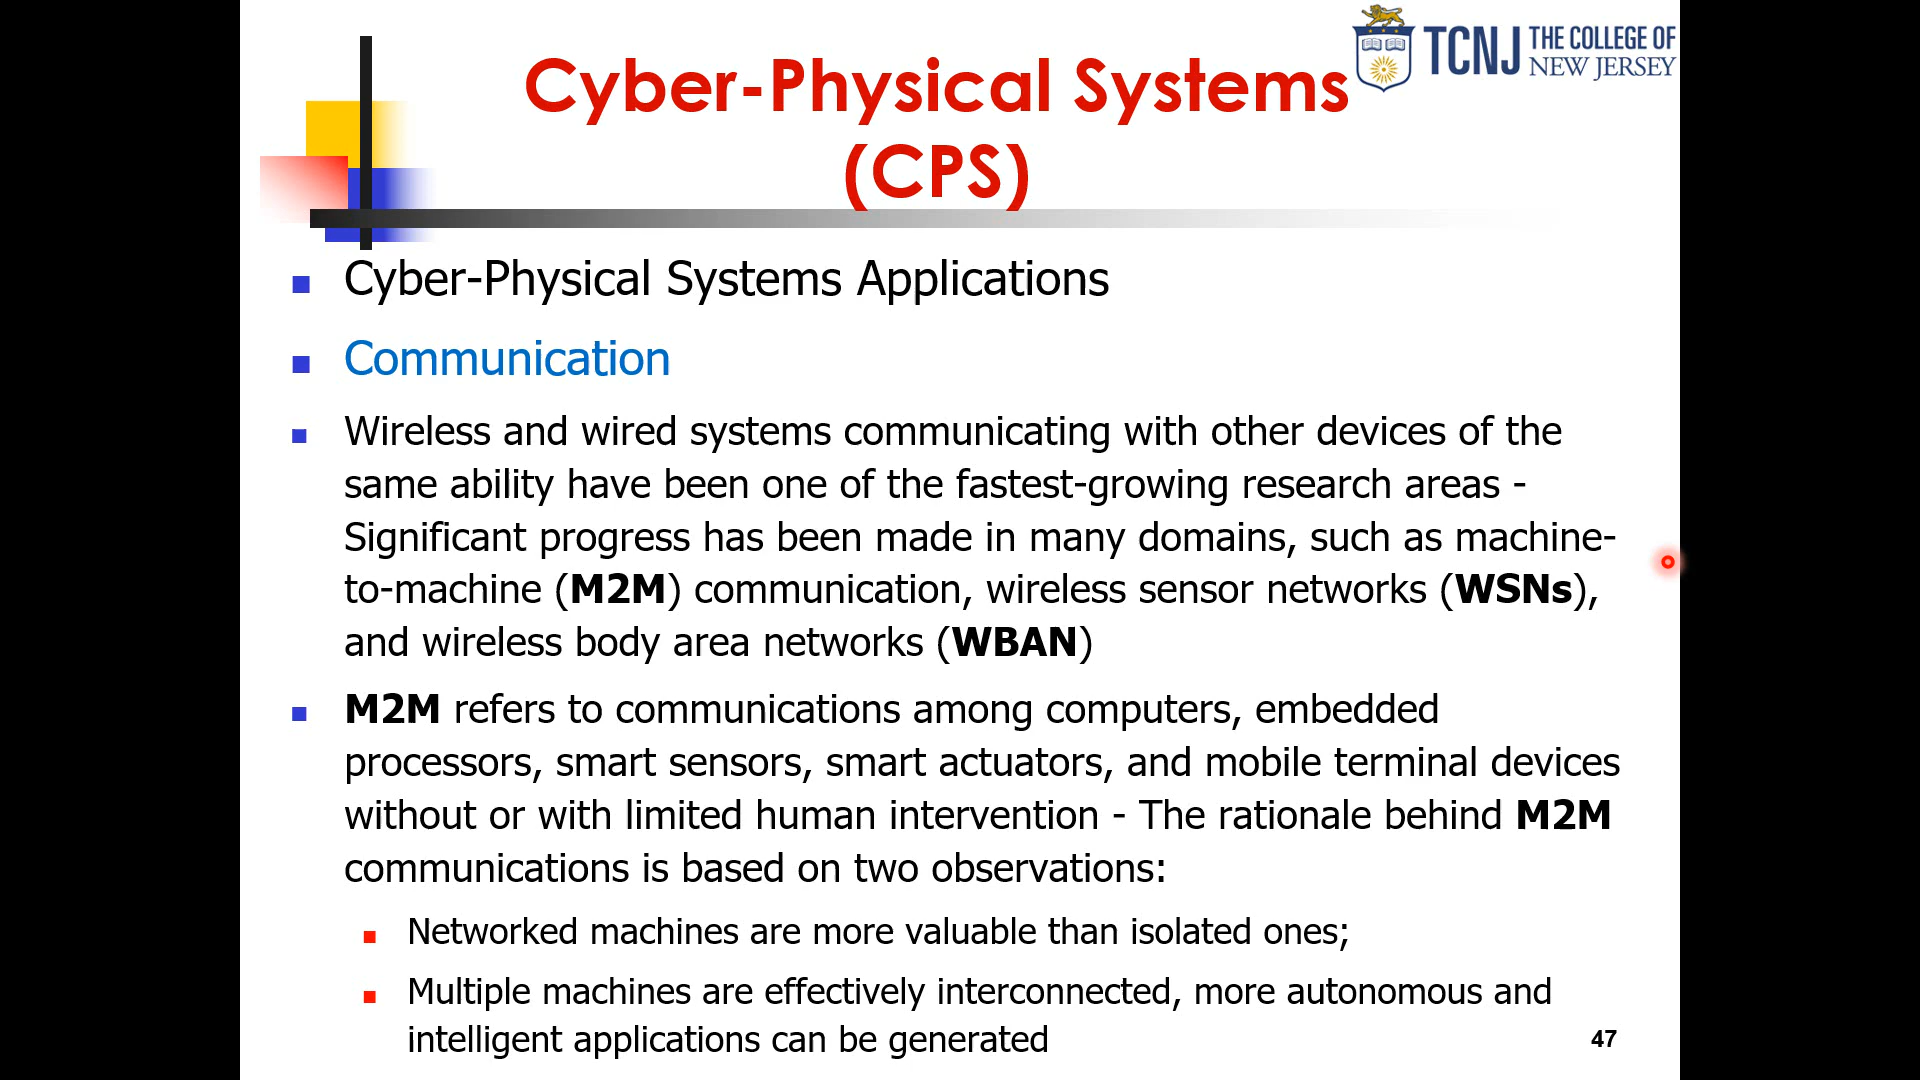 TCNJ THE COLLEGE OF
NEW JERSEY
Cyber-Physical Systems
(CPS)
Cyber-Physical Systems Applications
Communication
Wireless and wired systems communicating with other devices of the
same ability have been one of the fastest-growing research areas -
Significant progress has been made in many domains, such as machine-
to-machine (M2M) communication, wireless sensor networks (WSNs),
and wireless body area networks (WBAN)
M2M refers to communications among computers, embedded
processors, smart sensors, smart actuators, and mobile terminal devices
without or with limited human intervention - The rationale behind M2M
communications is based on two observations:
Networked machines are more valuable than isolated ones;
Multiple machines are effectively interconnected, more autonomous and
intelligent applications can be generated
47